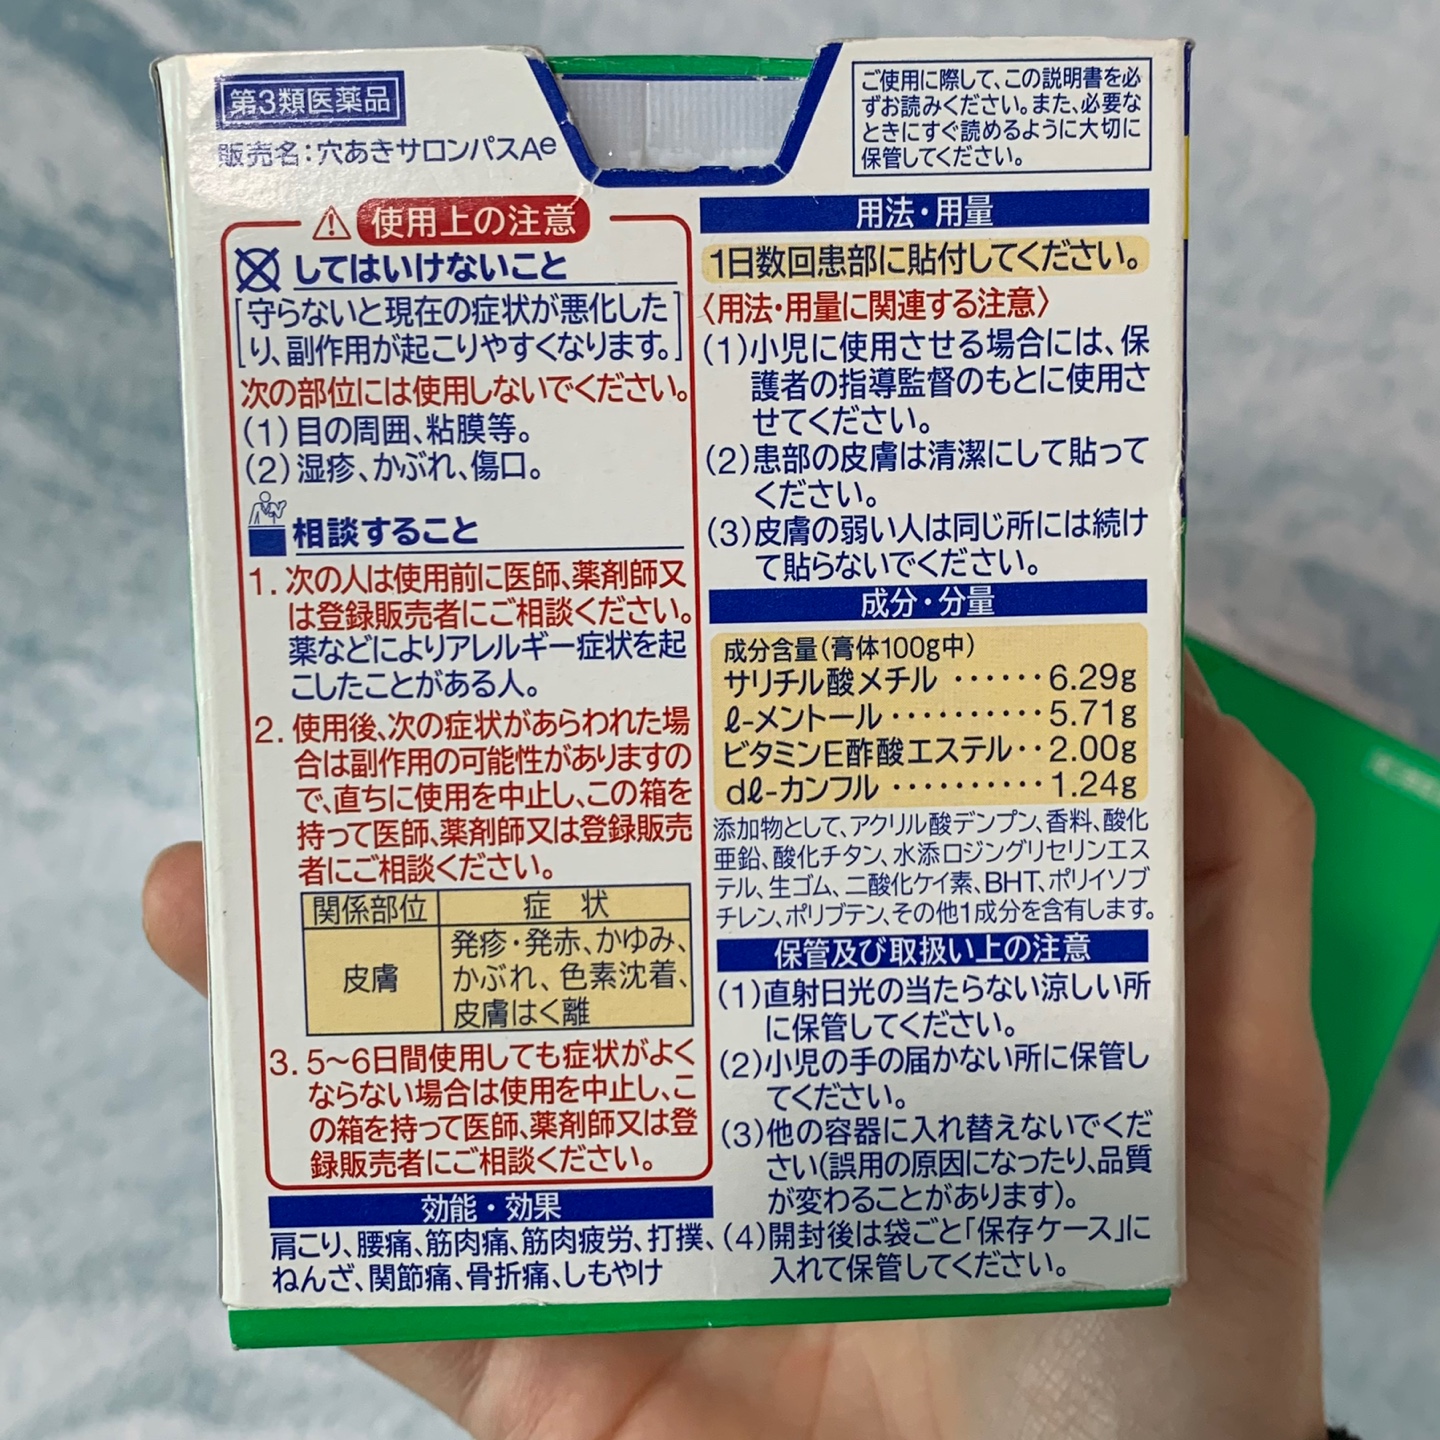 第3類医薬品
販売名:穴あきサロンパスAe
ご使用に際して、この説明書を必
ずお読みください。また、必要な
ときにすぐ読めるように大切に
保管してください。
使用上の注意
してはいけないこと
守らないと現在の症状が悪化した
り、副作用が起こりやすくなります。
次の部位には使用しないでください。
(1)目の周囲、粘膜等。
(2)湿疹、かぶれ、傷口。
相談すること
1. 次の人は使用前に医師、薬剤師又
は登録販売者にご相談ください。
薬などによりアレルギー症状を起
こしたことがある人。
2. 使用後、次の症状があらわれた場
合は副作用の可能性がありますの
で、直ちに使用を中止し、この箱を
持って医師、薬剤師又は登録販売
者にご相談ください。
関係部位 症状
皮膚 発疹・発赤、かゆみ、
かぶれ、色素沈着、
皮膚はく離
3. 5〜6日間使用しても症状がよく
ならない場合は使用を中止し、こ
の箱を持って医師、薬剤師又は登
録販売者にご相談ください。
効能・効果
肩こり、腰痛、筋肉痛、筋肉疲労、打撲、
ねんざ、関節痛、骨折痛、しもやけ
用法・用量
1日数回患部に貼付してください。
〈用法・用量に関連する注意〉
(1)小児に使用させる場合には、保
護者の指導監督のもとに使用さ
せてください。
(2)患部の皮膚は清潔にして貼って
ください。
(3)皮膚の弱い人は同じ所には続け
て貼らないでください。
成分・分量
成分含量(膏体100g中)
サリチル酸メチル ······6.29g
ℓ-メントール··········5.71g
ビタミンE酢酸エステル··2.00g
dℓ-カンフル ··········1.24g
添加物として、アクリル酸デンプン、香料、酸化
亜鉛、酸化チタン、水添ロジングリセリンエス
テル、生ゴム、二酸化ケイ素、BHT、ポリイソブ
チレン、ポリブテン、その他1成分を含有します。
保管及び取扱い上の注意
(1)直射日光の当たらない涼しい所
に保管してください。
(2)小児の手の届かない所に保管し
てください。
(3)他の容器に入れ替えないでくだ
さい(誤用の原因になったり、品質
が変わることがあります)。
(4)開封後は袋ごと「保存ケース」に
入れて保管してください。